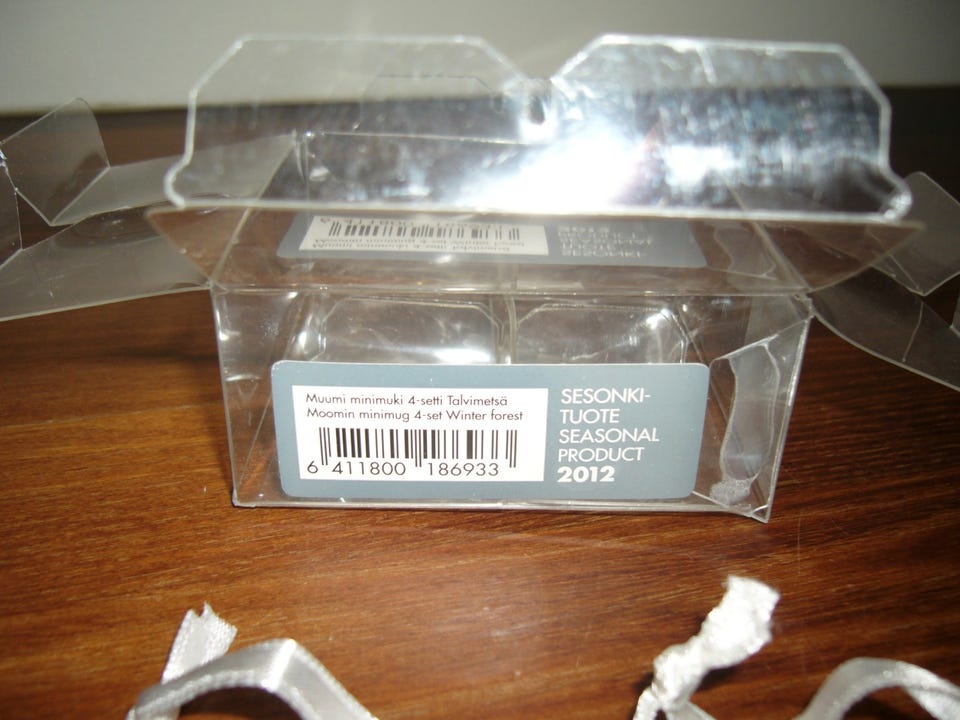 Muumi minimuki 4-setti Talvimetsä
Moomin minimug 4-set Winter forest
6 411800 186933
SESONKI-
TUOTE
SEASONAL
PRODUCT
2012